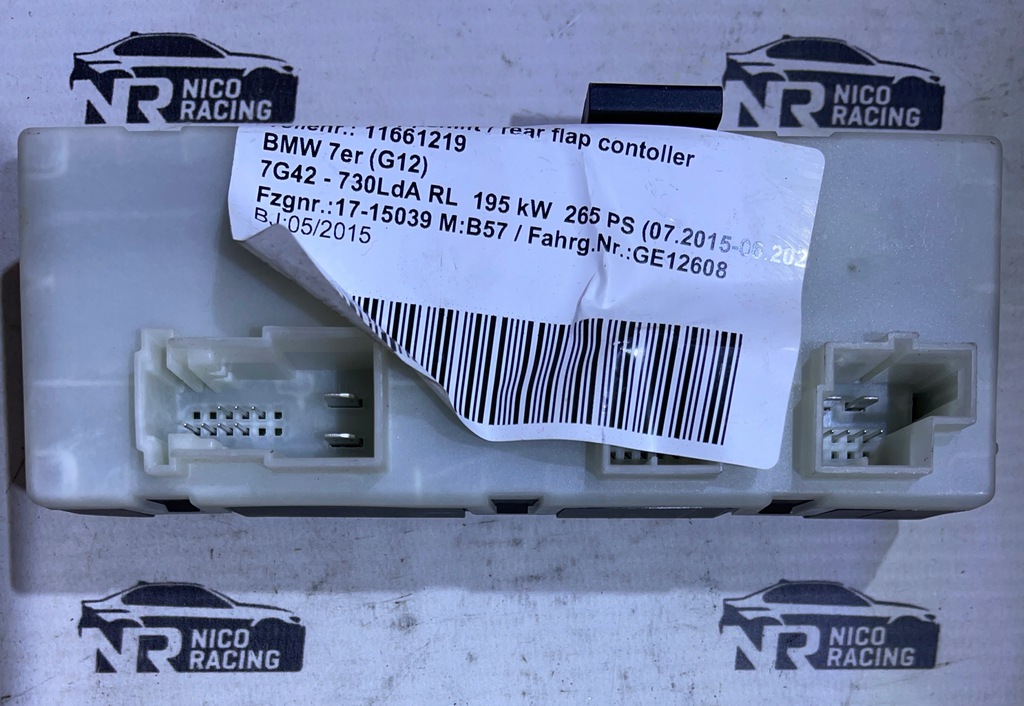 NR NICO
RACING
NR NICO
RACING
/ rear flap contoller
11661219
BMW 7er (G12)
7G42 - 730LdA RL 195 kW 265 PS (07.2015-06.202
Fzgnr.:17-15039 M:B57 / Fahrg.Nr.:GE12608
BJ:05/2015
NR NICO
RACING
NR NICO
RACING